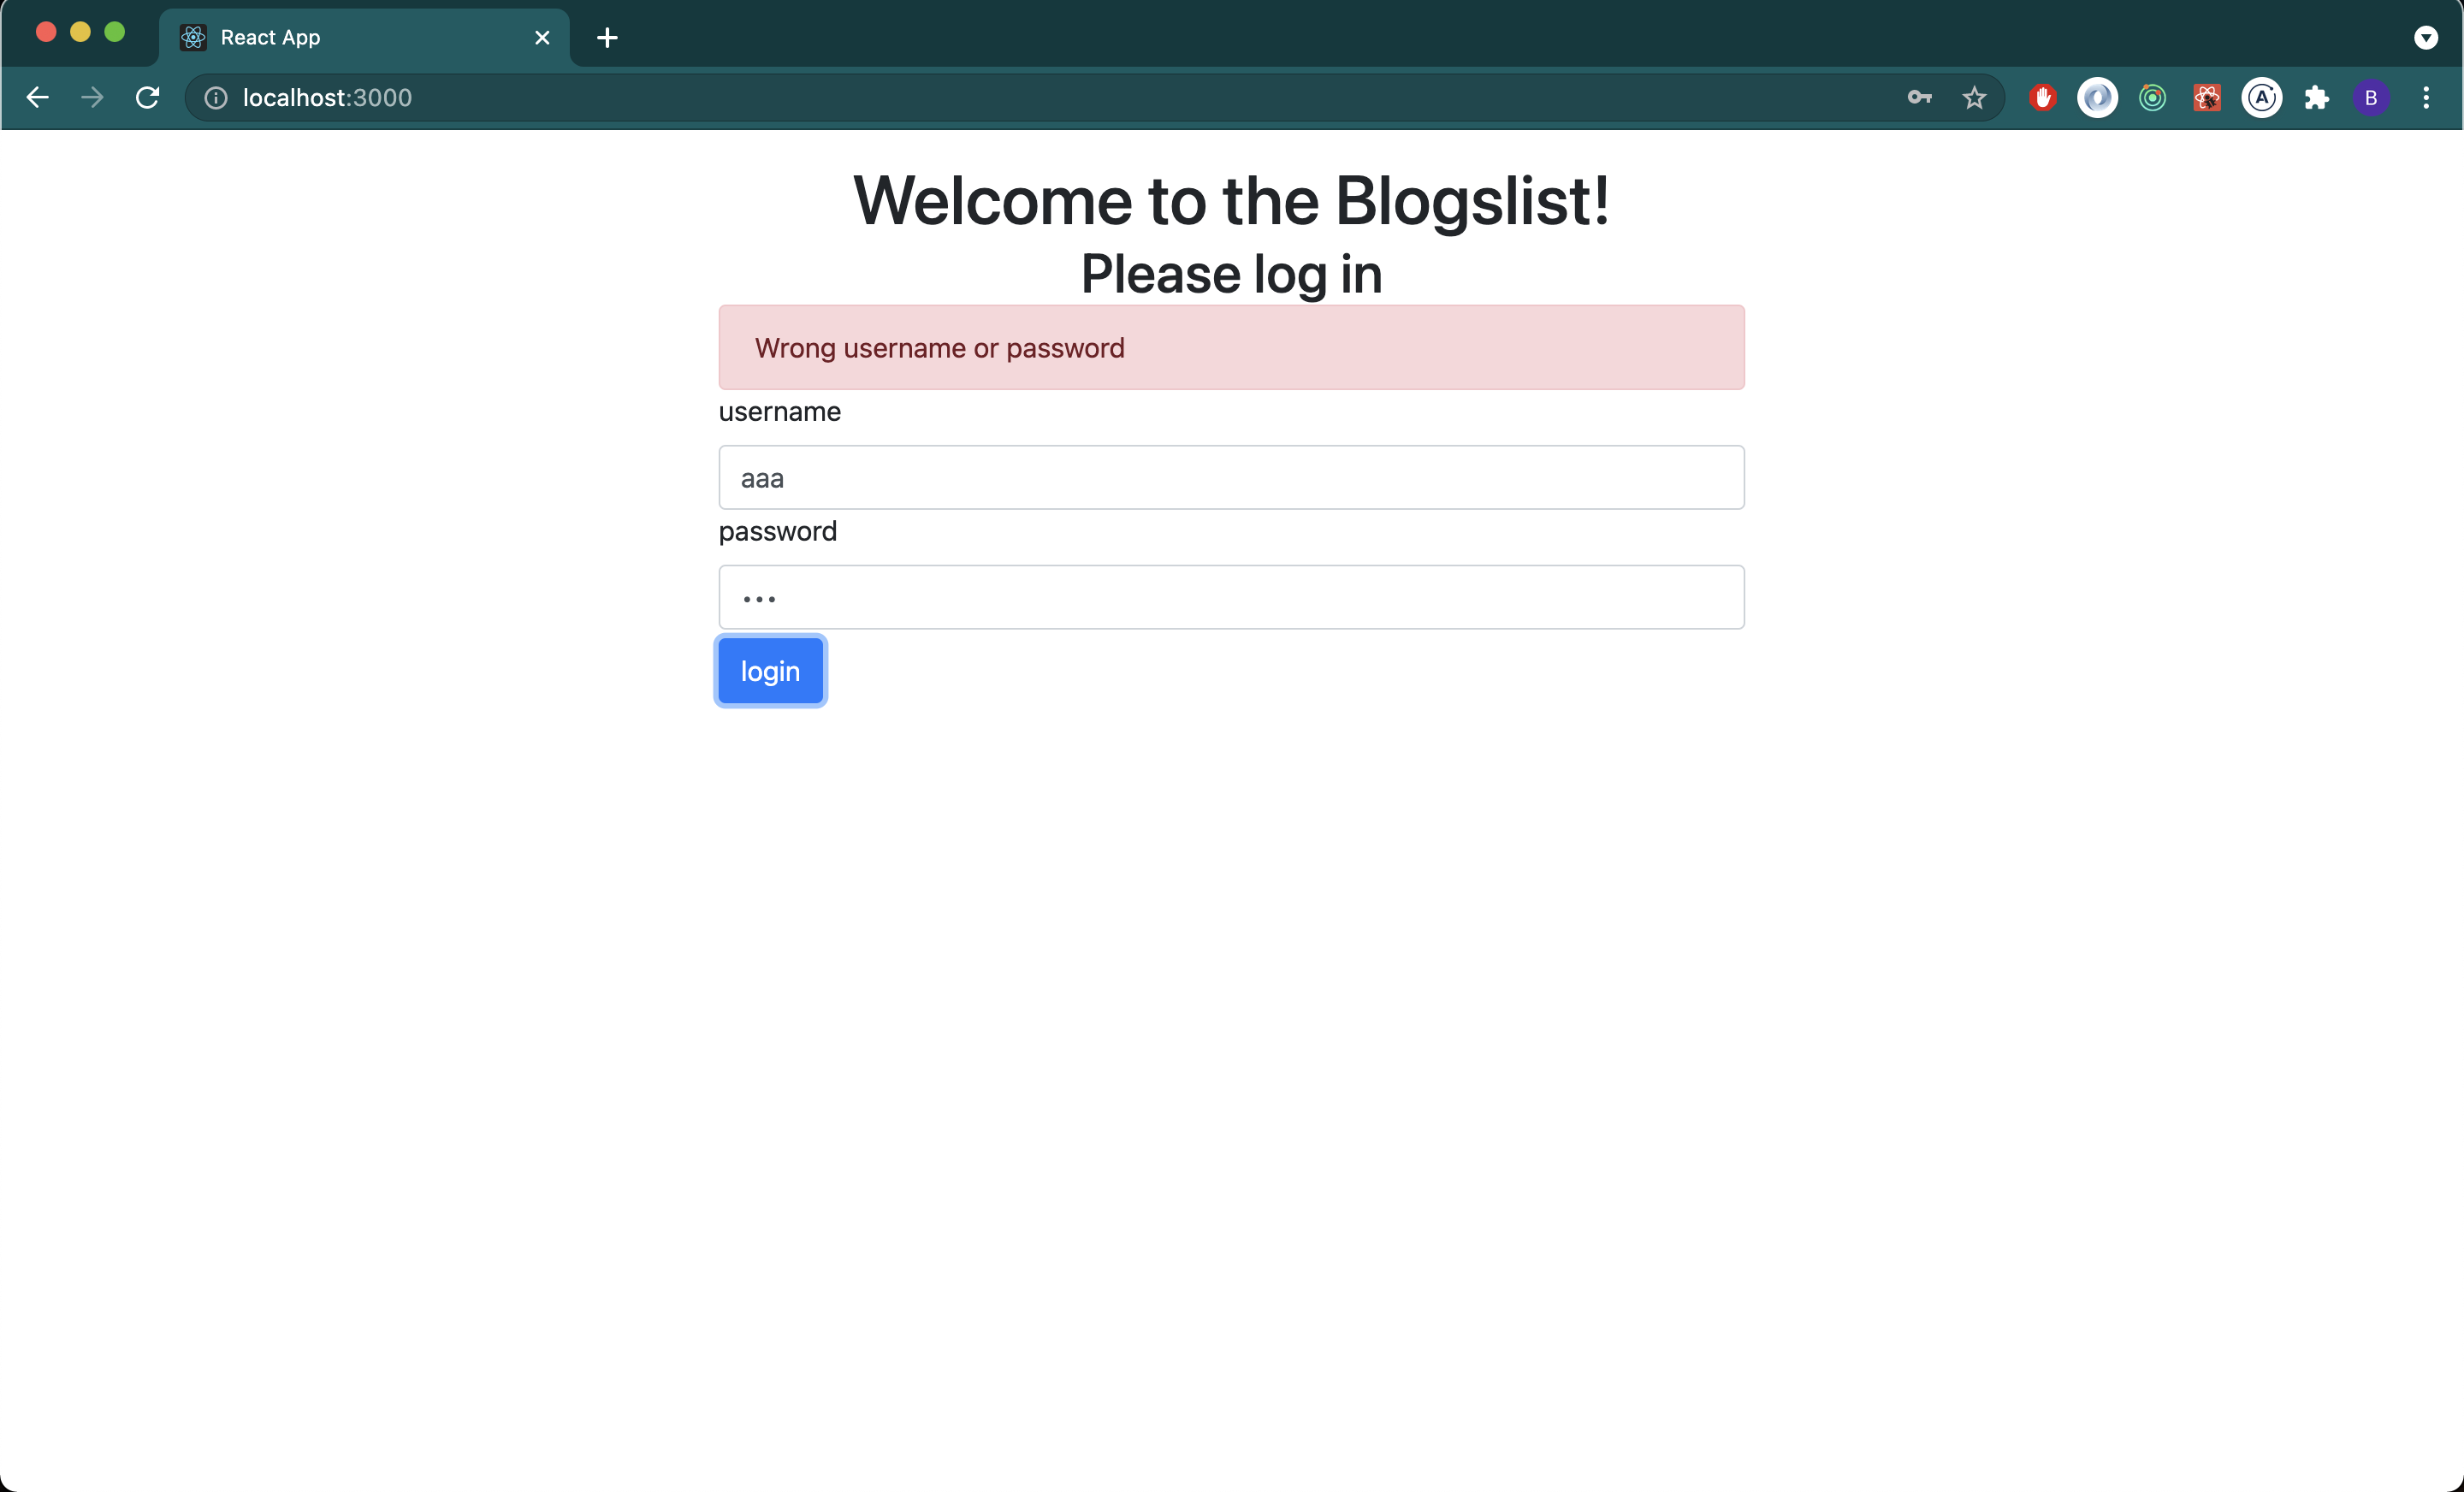 React App
localhost:3000
A
B
Welcome to the Blogslist!
Please log in
Wrong username or password
username
aaa
password
login